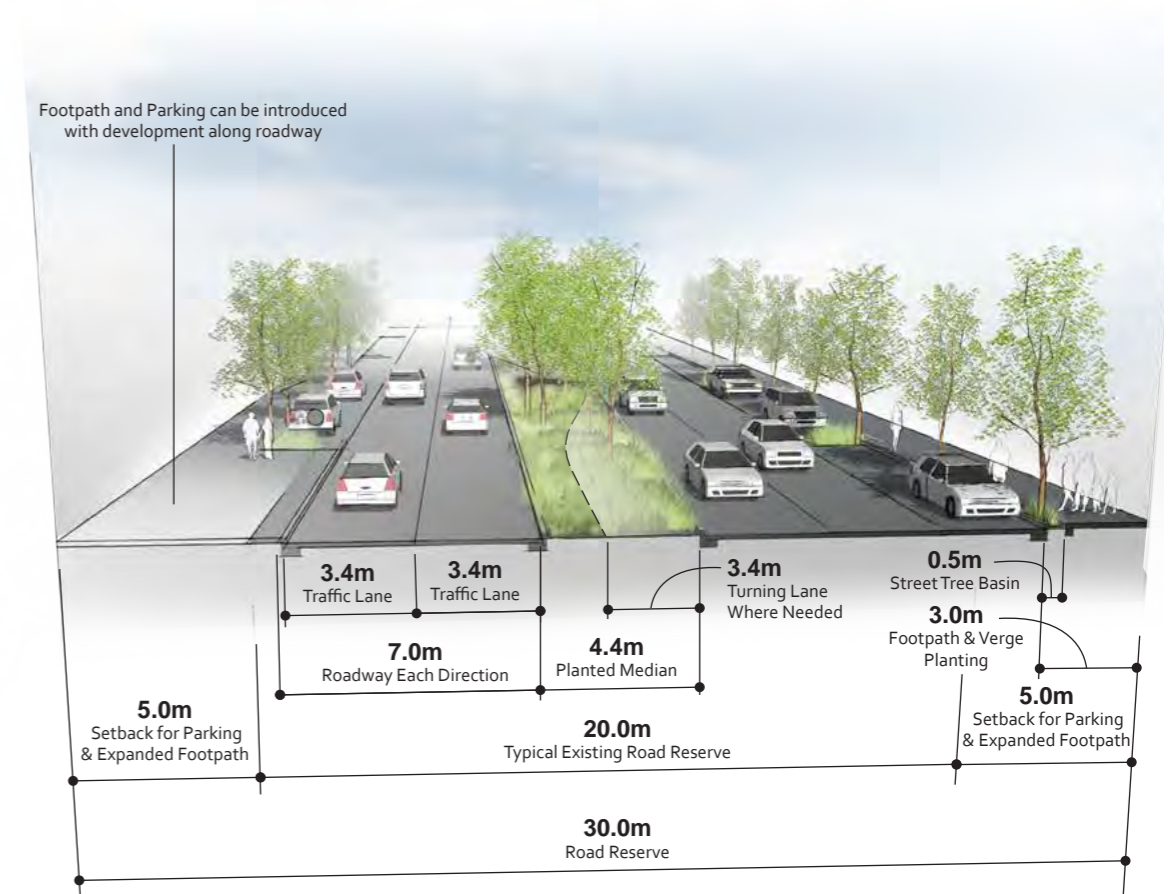 Footpath and Parking can be introduced
with development along roadway
3.4m
Traffic Lane
3.4m
Traffic Lane
3.4m
Turning Lane
Where Needed
0.5m
Street Tree Basin
7.0m
Roadway Each Direction
4.4m
Planted Median
3.0m
Footpath & Verge
Planting
5.0m
Setback for Parking
& Expanded Footpath
20.0m
Typical Existing Road Reserve
5.0m
Setback for Parking
& Expanded Footpath
30.0m
Road Reserve